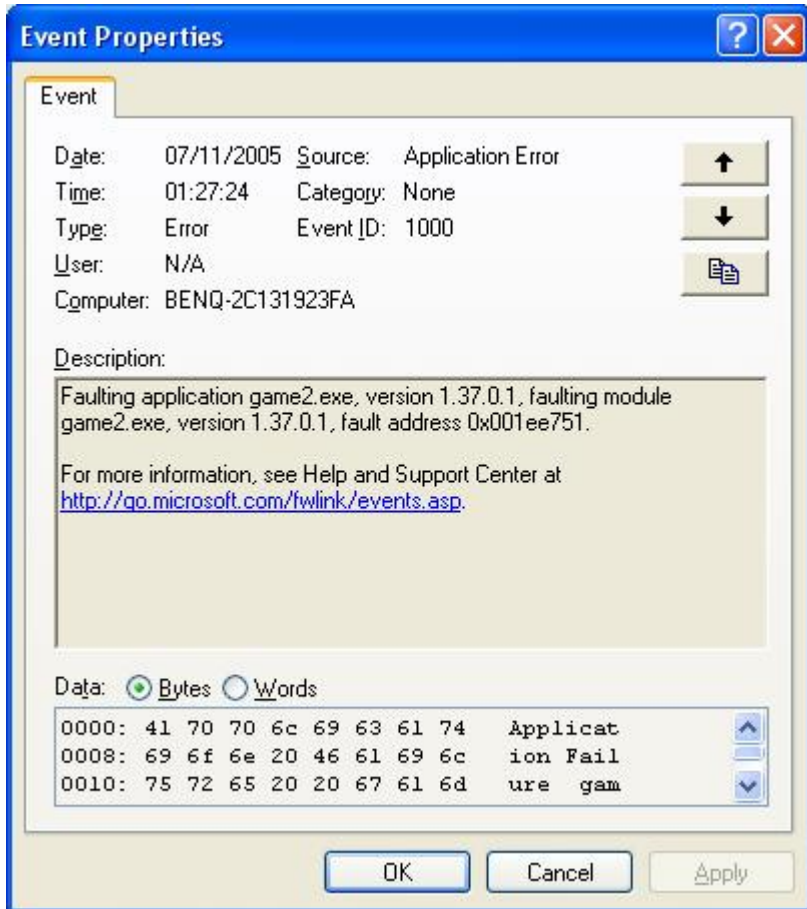 Event Properties
Event
Date: 07/11/2005 Source: Application Error
Time: 01:27:24 Category: None
Type: Error Event ID: 1000
User: N/A
Computer: BENQ-2C131923FA
Description:
Faulting application game2.exe, version 1.37.0.1, faulting module
game2.exe, version 1.37.0.1, fault address 0x001ee751.
For more information, see Help and Support Center at
http://go.microsoft.com/fwlink/events.asp.
Data: Bytes Words
0000: 41 70 70 6c 69 63 61 74 Applicat
0008: 69 6f 6e 20 46 61 69 6c ion Fail
0010: 75 72 65 20 20 67 61 6d ure  gam
OK Cancel Apply